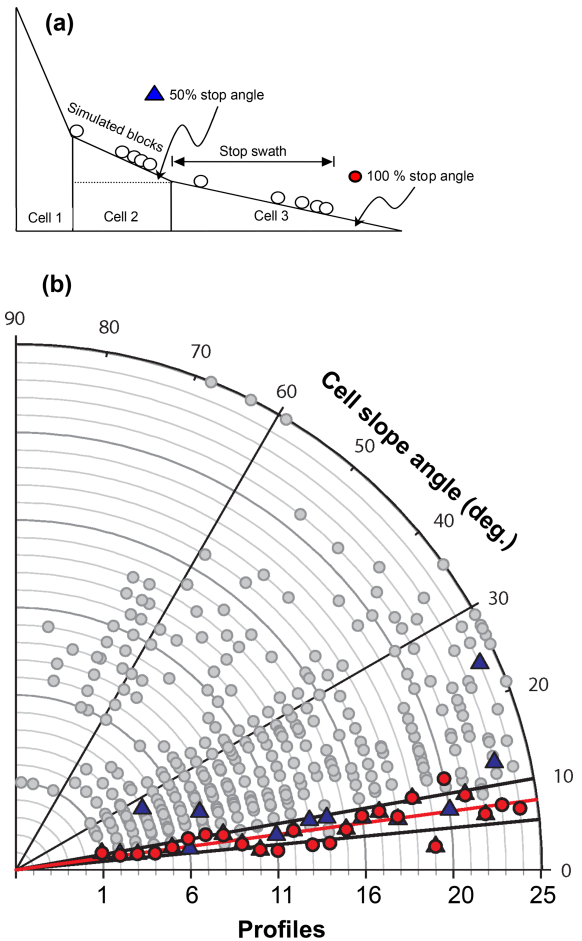 (a)
50% stop angle
Simulated blocks
Stop swath
100 % stop angle
Cell 1
Cell 2
Cell 3
(b)
90
80
70
60
50
40
30
20
10
0
Cell slope angle (deg.)
1
6
11
16
20
25
Profiles